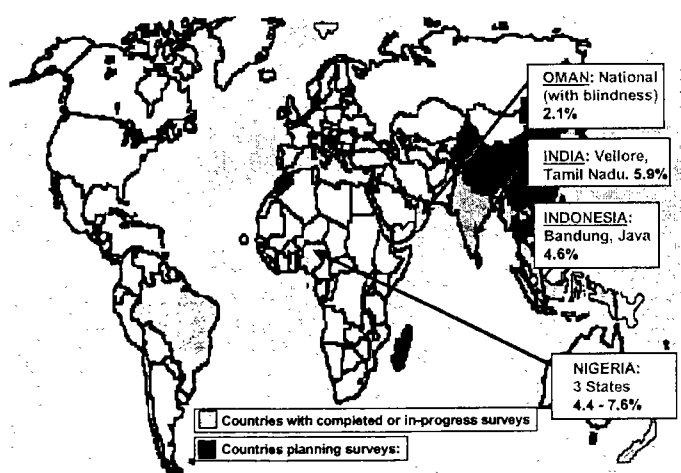 OMAN: National
(with blindness)
2.1%
INDIA: Vellore,
Tamil Nadu. 5.9%
INDONESIA:
Bandung, Java
4.6%
NIGERIA:
3 States
4.4 - 7.6%
Countries with completed or in-progress surveys
Countries planning surveys: